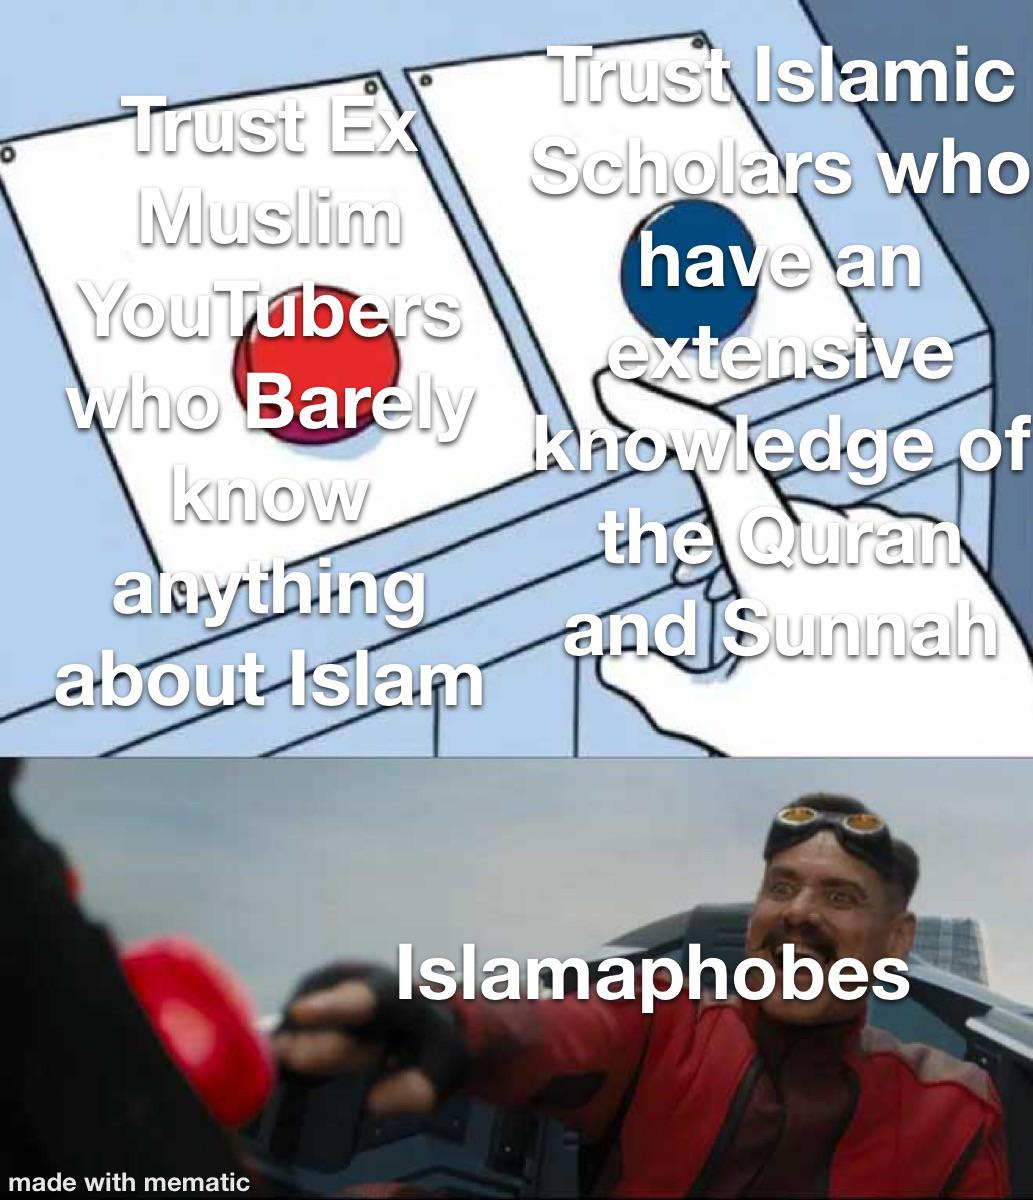 Trust Ex
Muslim
YouTubers
who Barely
know
anything
about Islam
Trust Islamic
Scholars who
have an
extensive
knowledge of
the Quran
and Sunnah
Islamaphobes
made with mematic